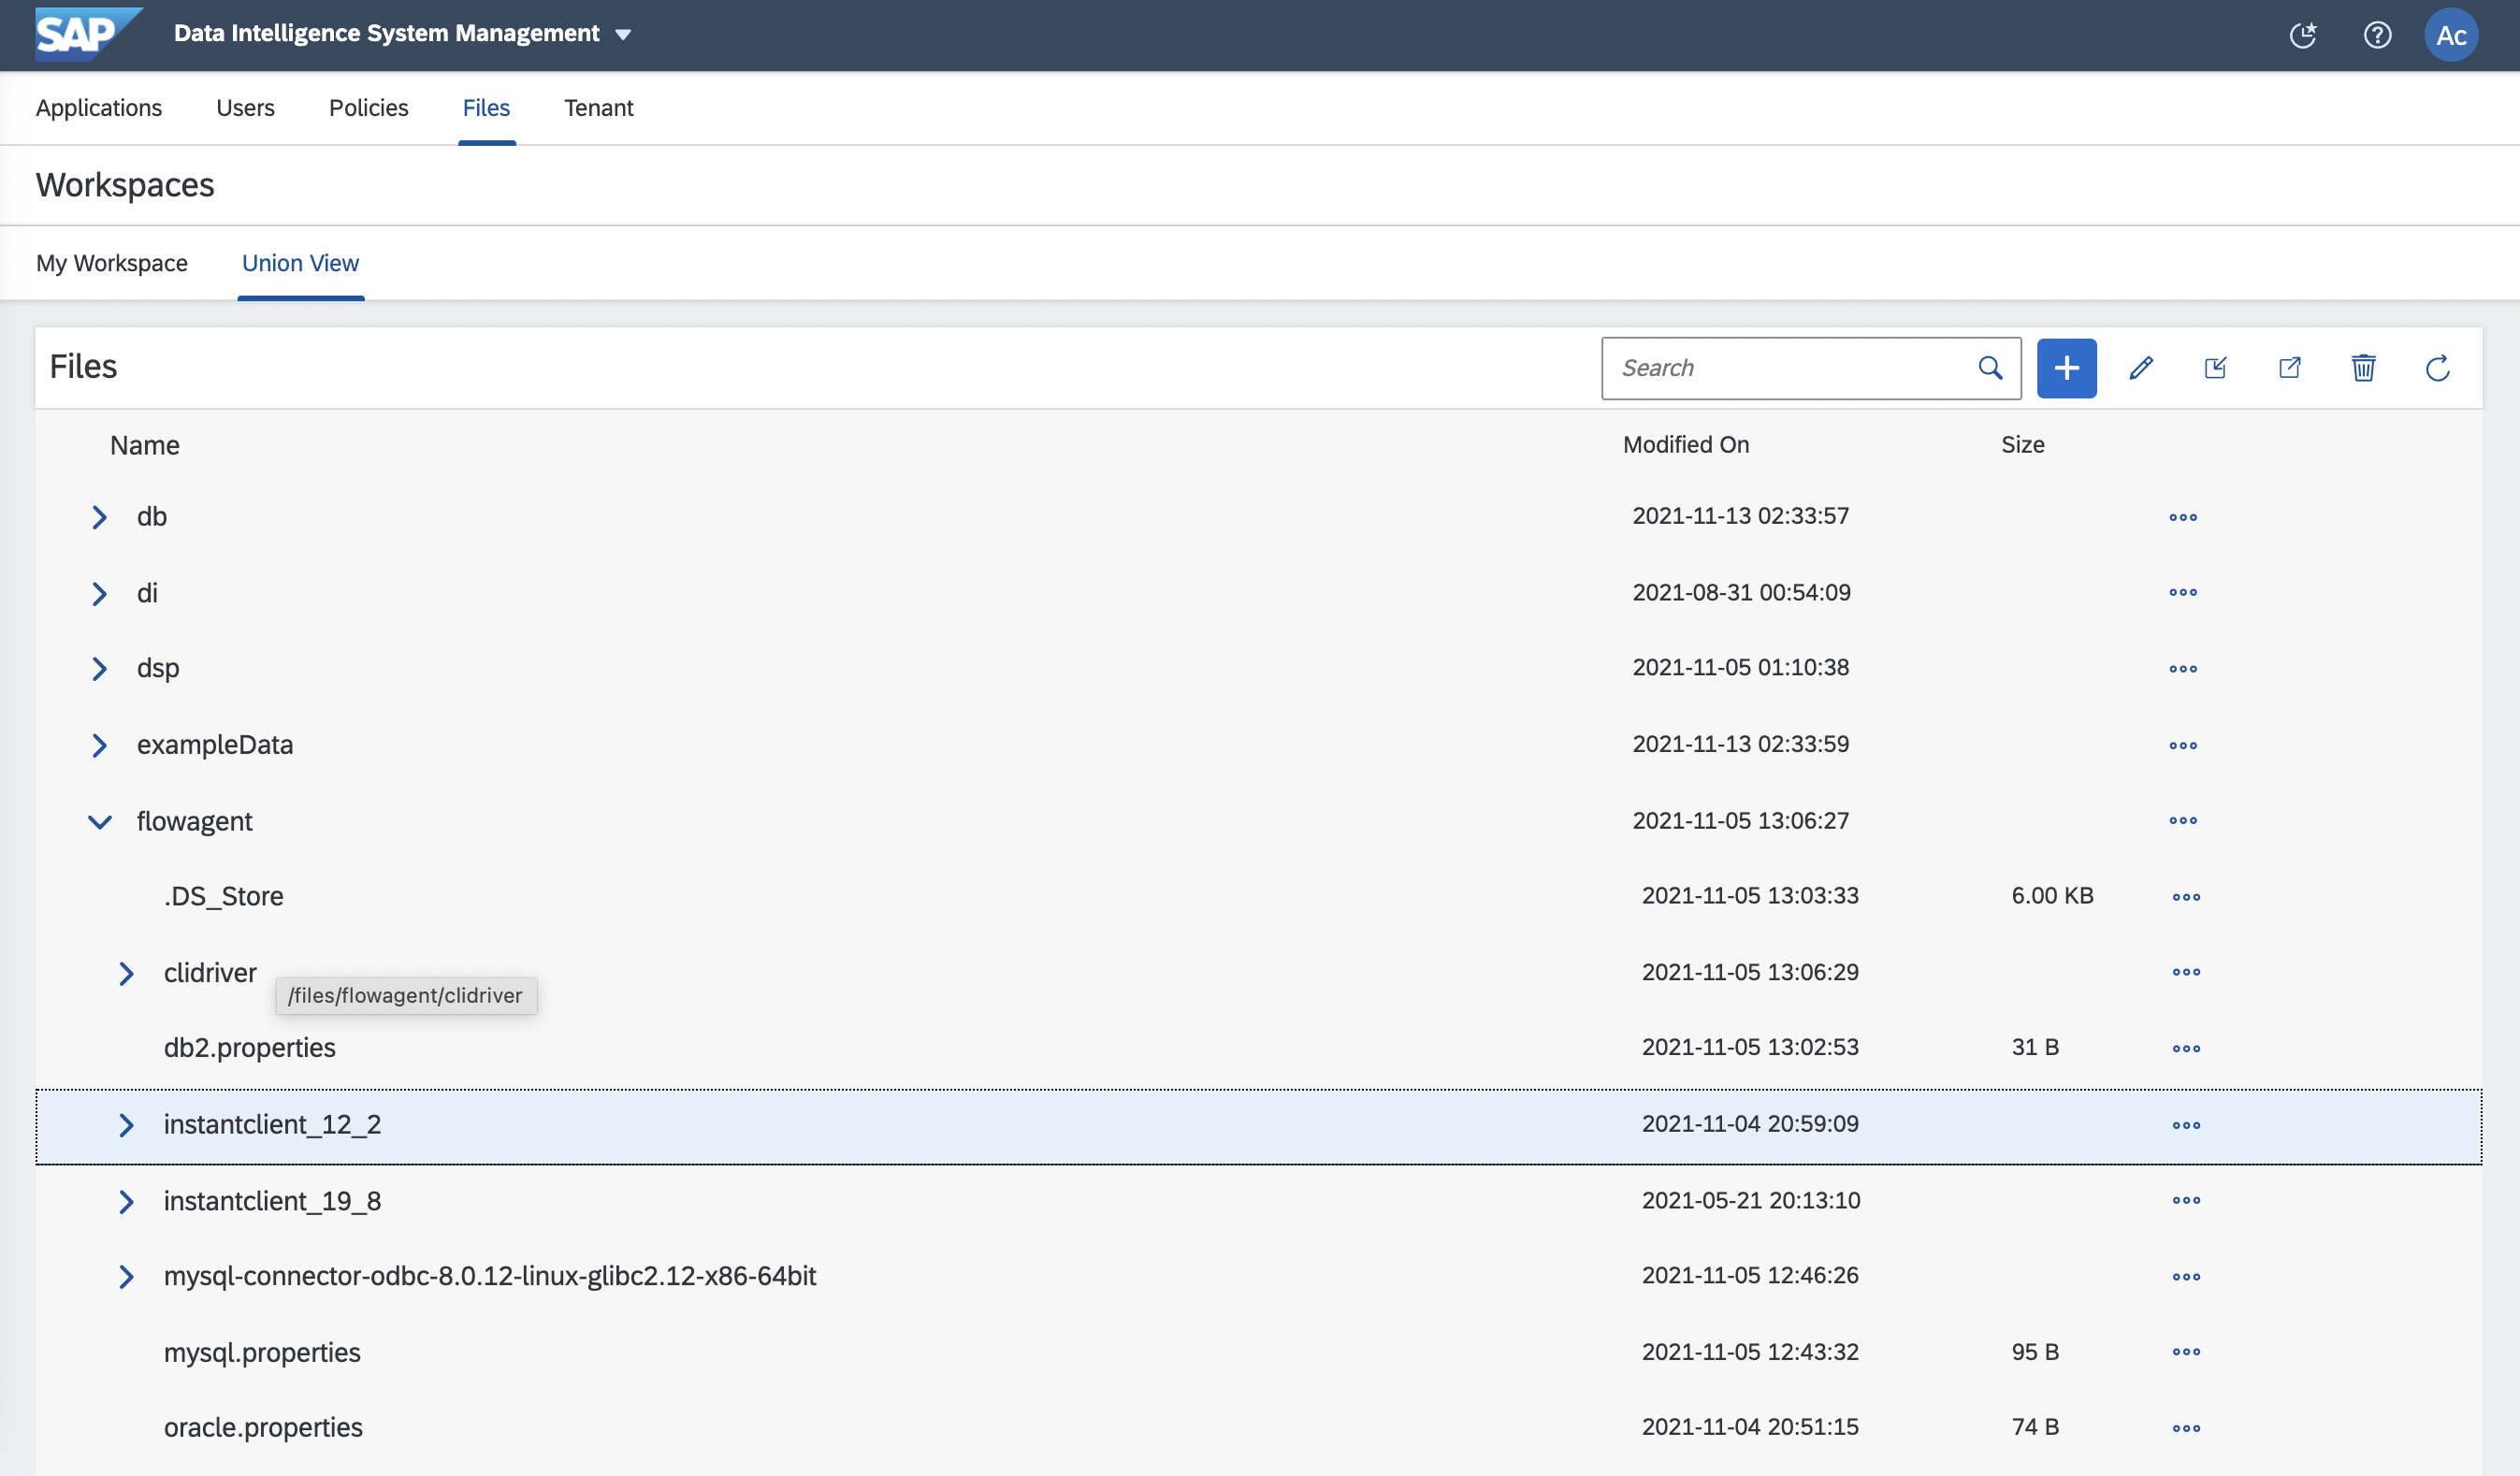 SAP Data Intelligence System Management Ac
Applications Users Policies Files Tenant
Workspaces
My Workspace Union View
Files Search
Name Modified On Size
db 2021-11-13 02:33:57
di 2021-08-31 00:54:09
dsp 2021-11-05 01:10:38
exampleData 2021-11-13 02:33:59
flowagent 2021-11-05 13:06:27
.DS_Store 2021-11-05 13:03:33 6.00 KB
clidriver 2021-11-05 13:06:29
/files/flowagent/clidriver
db2.properties 2021-11-05 13:02:53 31 B
instantclient_12_2 2021-11-04 20:59:09
instantclient_19_8 2021-05-21 20:13:10
mysql-connector-odbc-8.0.12-linux-glibc2.12-x86-64bit 2021-11-05 12:46:26
mysql.properties 2021-11-05 12:43:32 95 B
oracle.properties 2021-11-04 20:51:15 74 B